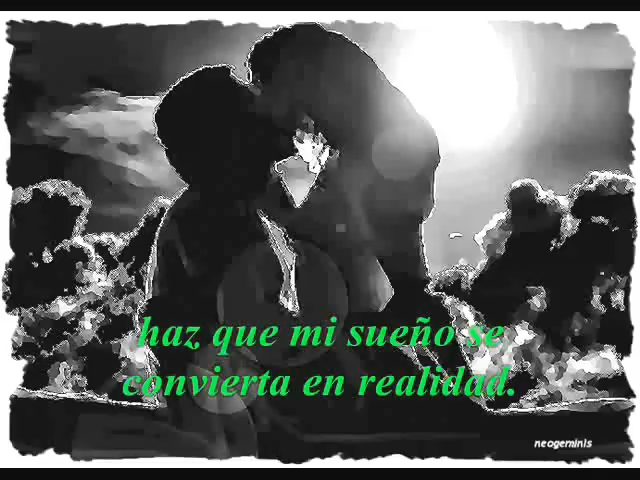 haz que mi sueño se
convierta en realidad.
neogeminis